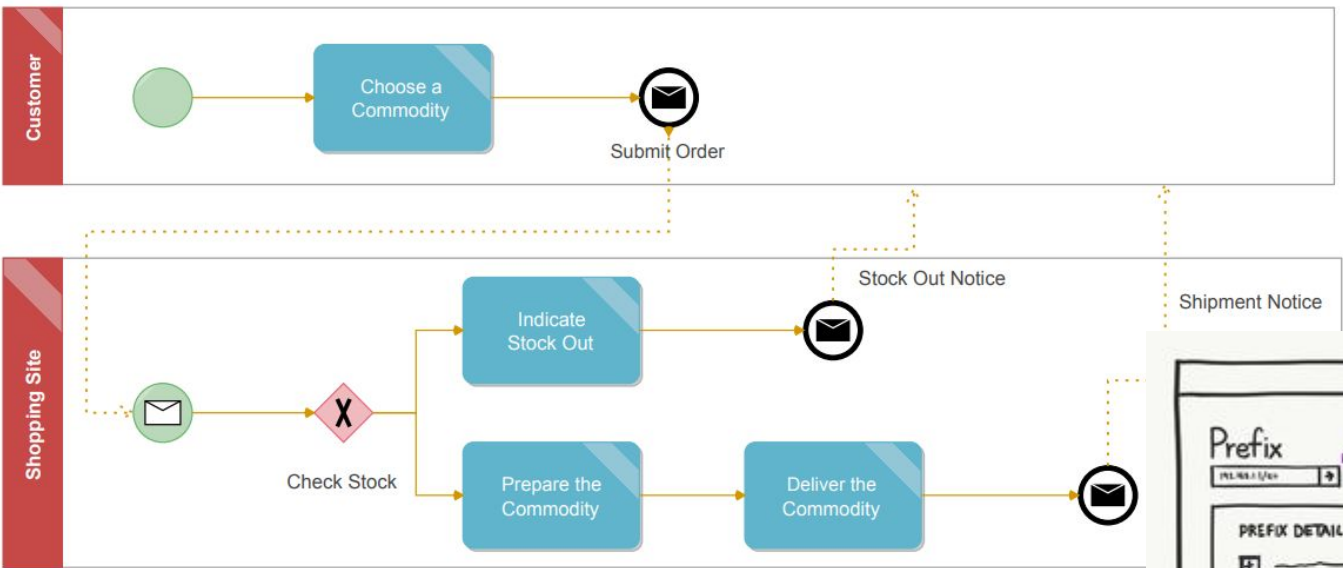 Customer
Choose a
Commodity
Submit Order
Shopping Site
Check Stock
Indicate
Stock Out
Stock Out Notice
Prepare the
Commodity
Deliver the
Commodity
Shipment Notice
Prefix
PREFIX DETAIL